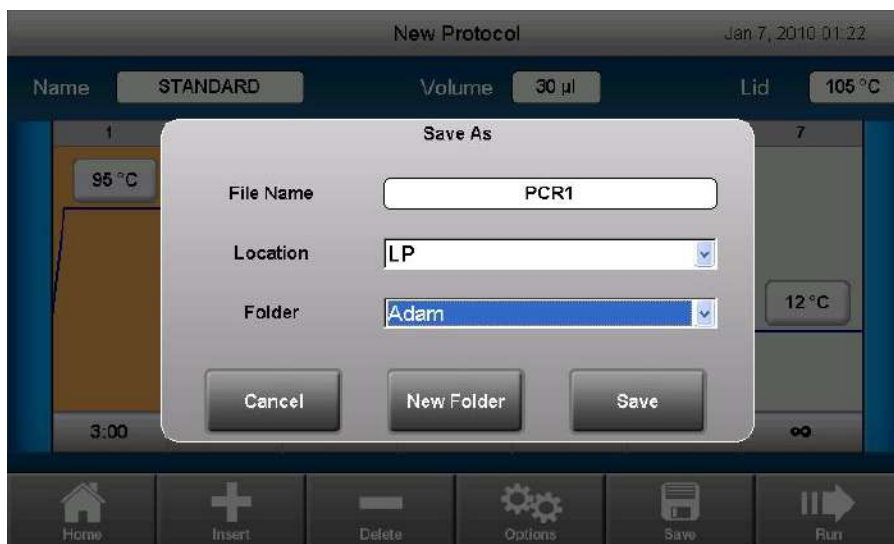 New Protocol Jan 7, 2010 01:22
Name STANDARD Volume 30 µl Lid 105 °C
1 7
Save As
95 °C
File Name PCR1
Location LP
Folder Adam
12 °C
Cancel New Folder Save
3:00 ∞
Home Insert Delete Options Save Run